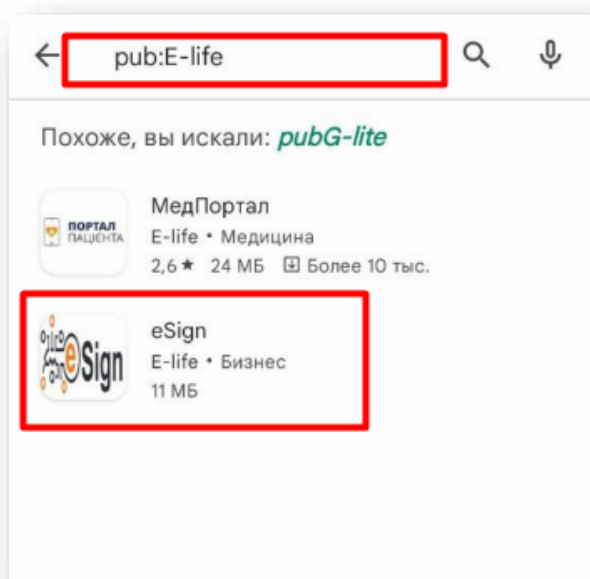 pub:E-life
Похоже, вы искали: pubG-lite
МедПортал
ПОРТАЛ
ПАЦІЄНТА
E-life • Медицина
2,6★ 24 МБ Более 10 тыс.
eSign
eSign
E-life • Бизнес
11 МБ